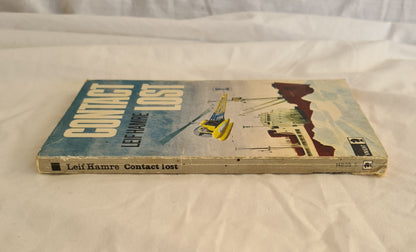 CONTACT
LOST
LEIF HAMRE
Leif Hamre Contact lost